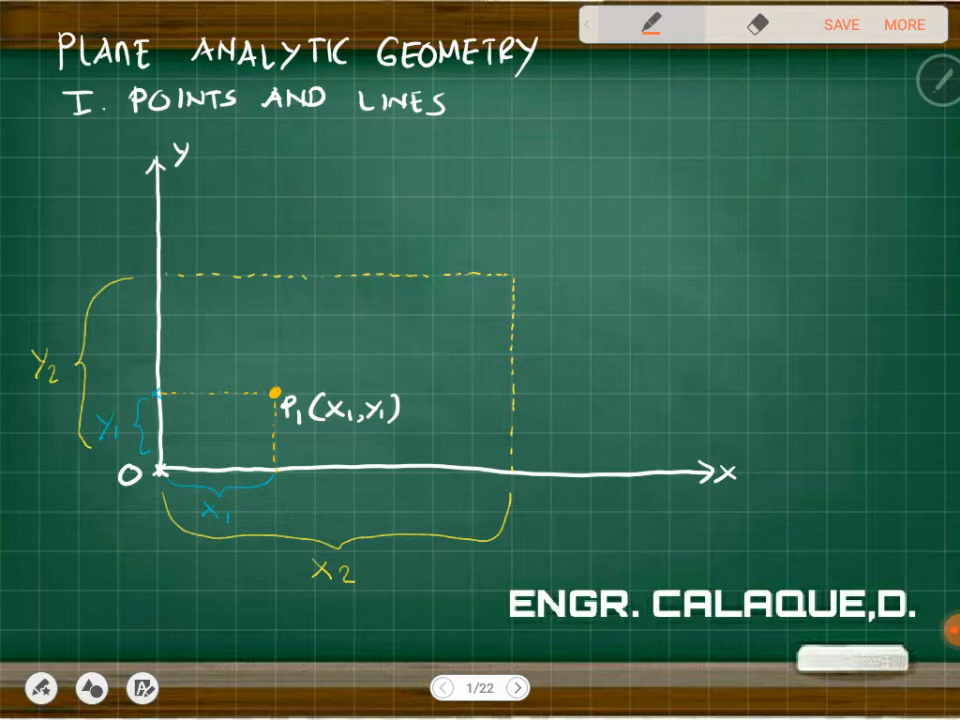 SAVE MORE
PLANE ANALYTIC GEOMETRY
I. POINTS AND LINES
Y
Y2
P1(X1,Y1)
Y1
O
X
X1
X2
ENGR. CALAQUE,D.
1/22